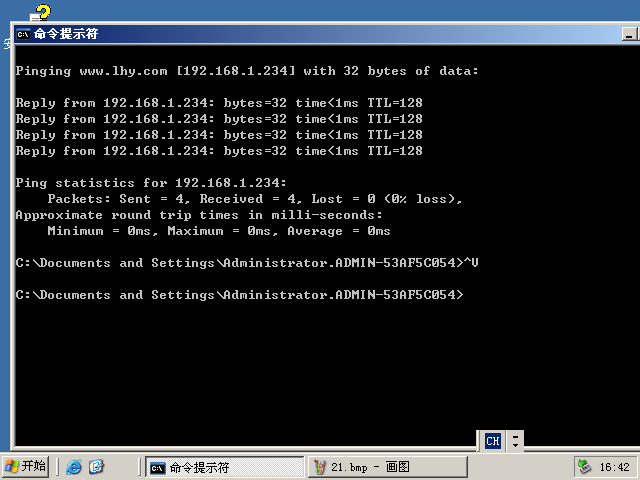 命令提示符
Pinging www.lhy.com [192.168.1.234] with 32 bytes of data:
Reply from 192.168.1.234: bytes=32 time<1ms TTL=128
Reply from 192.168.1.234: bytes=32 time<1ms TTL=128
Reply from 192.168.1.234: bytes=32 time<1ms TTL=128
Reply from 192.168.1.234: bytes=32 time<1ms TTL=128
Ping statistics for 192.168.1.234:
Packets: Sent = 4, Received = 4, Lost = 0 (0% loss),
Approximate round trip times in milli-seconds:
Minimum = 0ms, Maximum = 0ms, Average = 0ms
C:\Documents and Settings\Administrator.ADMIN-53AF5C054>^V
C:\Documents and Settings\Administrator.ADMIN-53AF5C054>
CH
开始 命令提示符 21.bmp - 画图 16:42